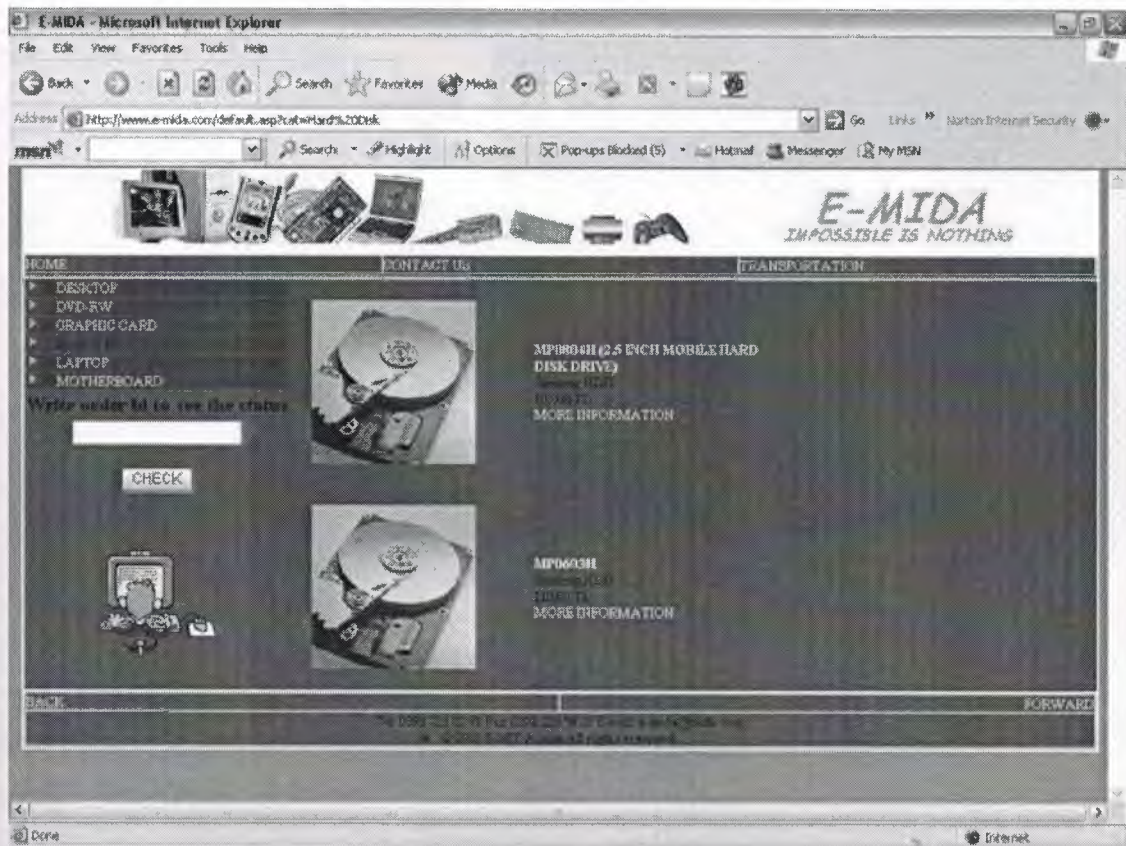 E-MIDA - Microsoft Internet Explorer
File Edit View Favorites Tools Help
Back Search Favorites Media
Address http://www.e-mida.com/default.asp?cat=Hard%20Disk Go Links Norton Internet Security
msn Search Highlight Options Pop-ups Blocked (5) Hotmail Messenger My MSN
E-MIDA
IMPOSSIBLE IS NOTHING
HOME CONTACT US TRANSPORTATION
DESKTOP
DVD-RW
GRAPHIC CARD
LAPTOP
MOTHERBOARD
Write order Id to see the status
CHECK
MP0804H (2.5 INCH MOBILE HARD
DISK DRIVE)
MORE INFORMATION
MP0603H
MORE INFORMATION
BACK FORWARD
Done Internet